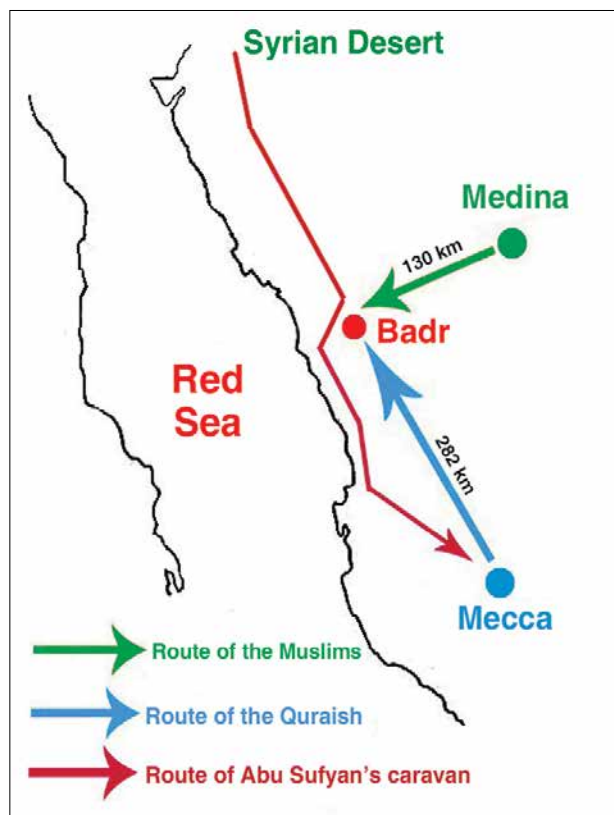 Syrian Desert
Medina
130 km
Badr
Red
Sea
282 km
Mecca
Route of the Muslims
Route of the Quraish
Route of Abu Sufyan's caravan